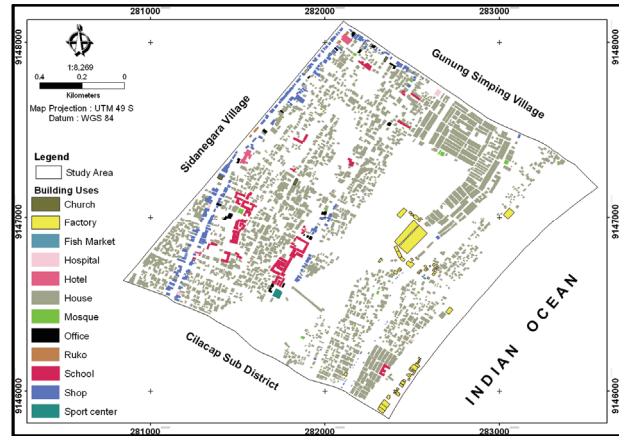 281000 282000 283000
9148000 9148000
1:8,269
0.4 0.2 0
Kilometers
Map Projection : UTM 49 S
Datum : WGS 84
Gunung Simping Village
Sidanegara Village
Legend
Study Area
Building Uses
Church
Factory
Fish Market
Hospital
Hotel
House
Mosque
Office
Ruko
School
Shop
Sport center
9147000 9147000
INDIAN OCEAN
Cilacap Sub District
9146000 9146000
281000 282000 283000